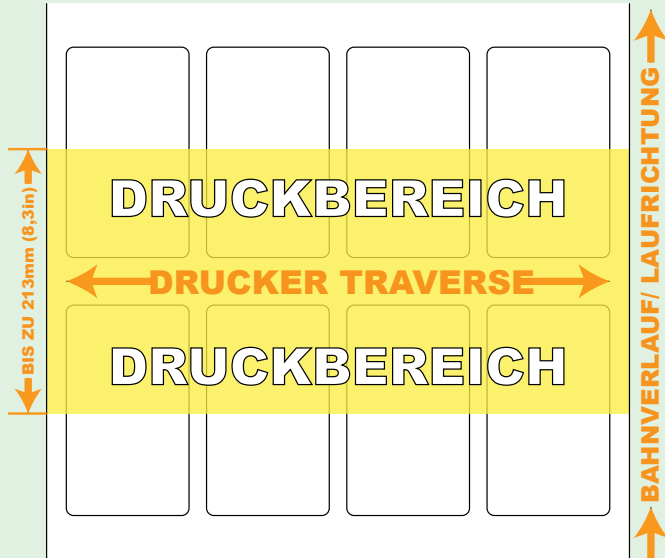 DRUCKBEREICH
DRUCKER TRAVERSE
DRUCKBEREICH
BIS ZU 213mm (8,3in)
BAHNVERLAUF/ LAUFRICHTUNG